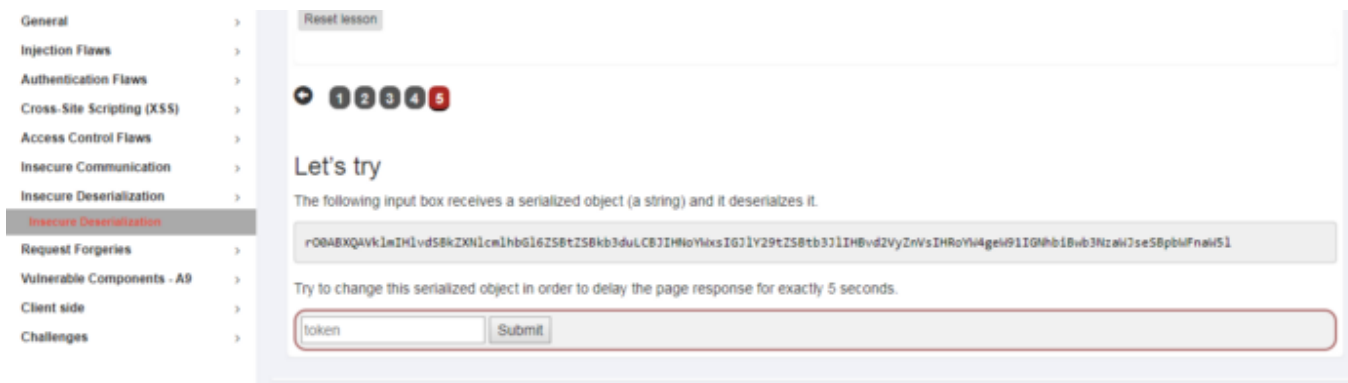 General
Injection Flaws
Authentication Flaws
Cross-Site Scripting (XSS)
Access Control Flaws
Insecure Communication
Insecure Deserialization
Insecure Deserialization
Request Forgeries
Vulnerable Components - A9
Client side
Challenges
Reset lesson
1 2 3 4 5
Let's try
The following input box receives a serialized object (a string) and it deserialzes it.
rO0ABXQAVklmIHlvdSBkZXNlcmlhbGl6ZSBtZSBkb3duLCBJIHNoYWxsIGJlY29tZSBtb3JlIHBvd2VyZnVsIHRoYW4geW91IGNhbiBwb3NzaWJseSBpbWFnaW5l
Try to change this serialized object in order to delay the page response for exactly 5 seconds.
token Submit